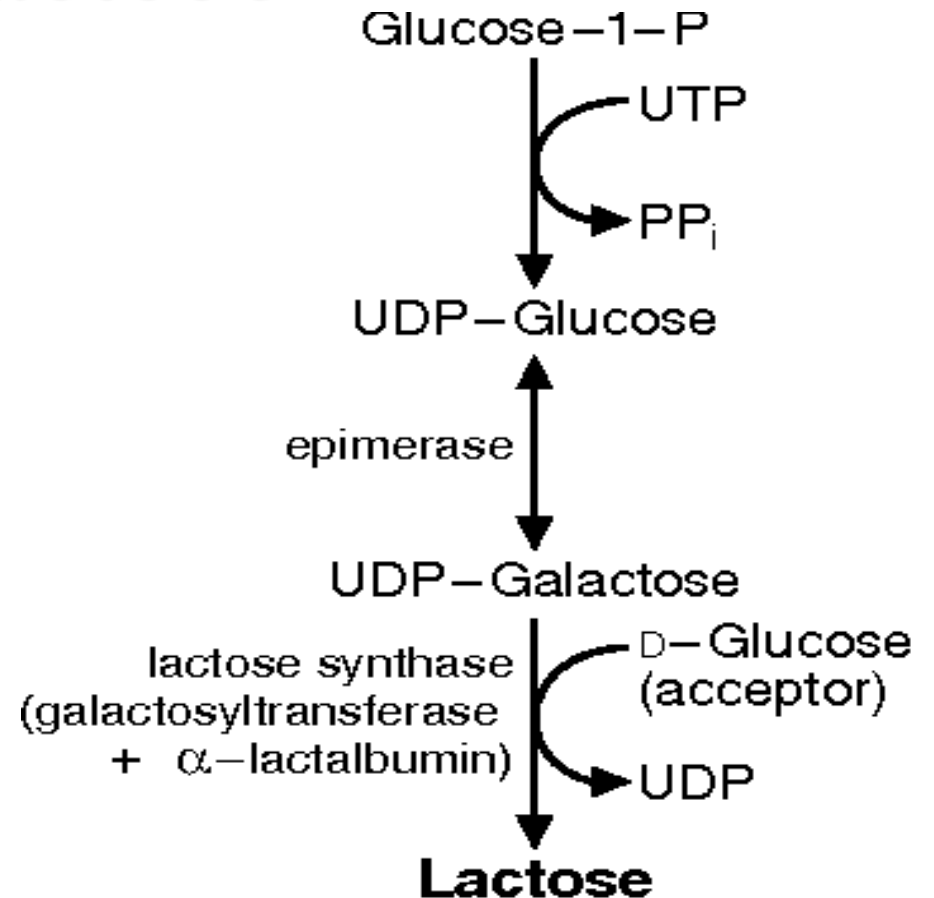 Glucose–1–P
UTP
PPi
UDP–Glucose
epimerase
UDP–Galactose
D–Glucose
(acceptor)
lactose synthase
(galactosyltransferase
+ α–lactalbumin)
UDP
Lactose